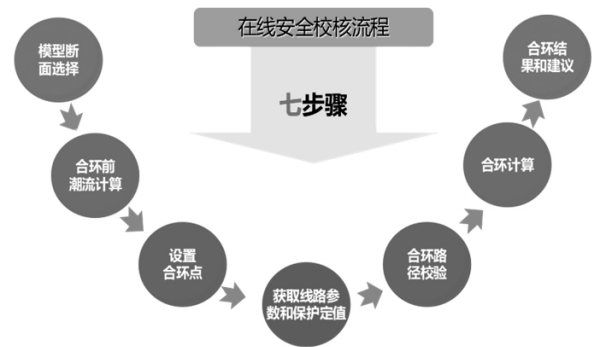 在线安全校核流程
七步骤
模型断
面选择
合环前
潮流计算
设置
合环点
获取线路参
数和保护定值
合环路
径校验
合环计算
合环结
果和建议